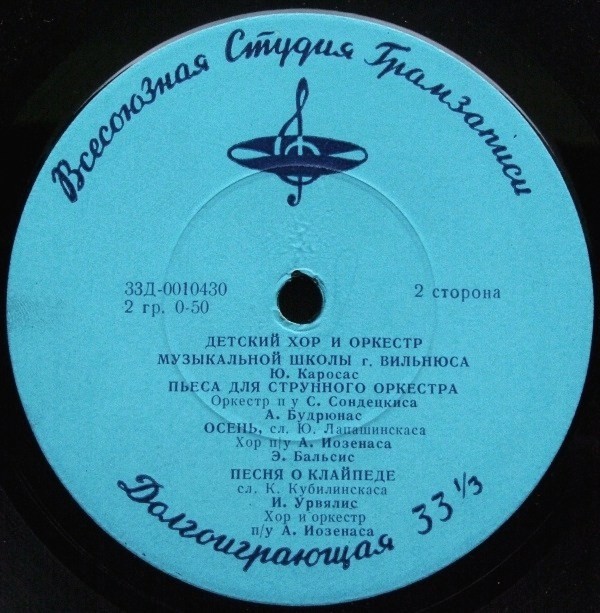 Всесоюзная Студия Грамзаписи
33Д-0010430
2 гр. 0-50
2 сторона
ДЕТСКИЙ ХОР И ОРКЕСТР
МУЗЫКАЛЬНОЙ ШКОЛЫ г. ВИЛЬНЮСА
Ю. Каросас
ПЬЕСА ДЛЯ СТРУННОГО ОРКЕСТРА
Оркестр п у С. Сондецкиса
А. Будрюнас
ОСЕНЬ, сл. Ю. Лапашинскаса
Хор п/у А. Иозенаса
Э. Бальсис
ПЕСНЯ О КЛАЙПЕДЕ
сл. К. Кубилинскаса
И. Урвялис
Хор и оркестр
п/у А. Иозенаса
Долгоиграющая 33 1/3